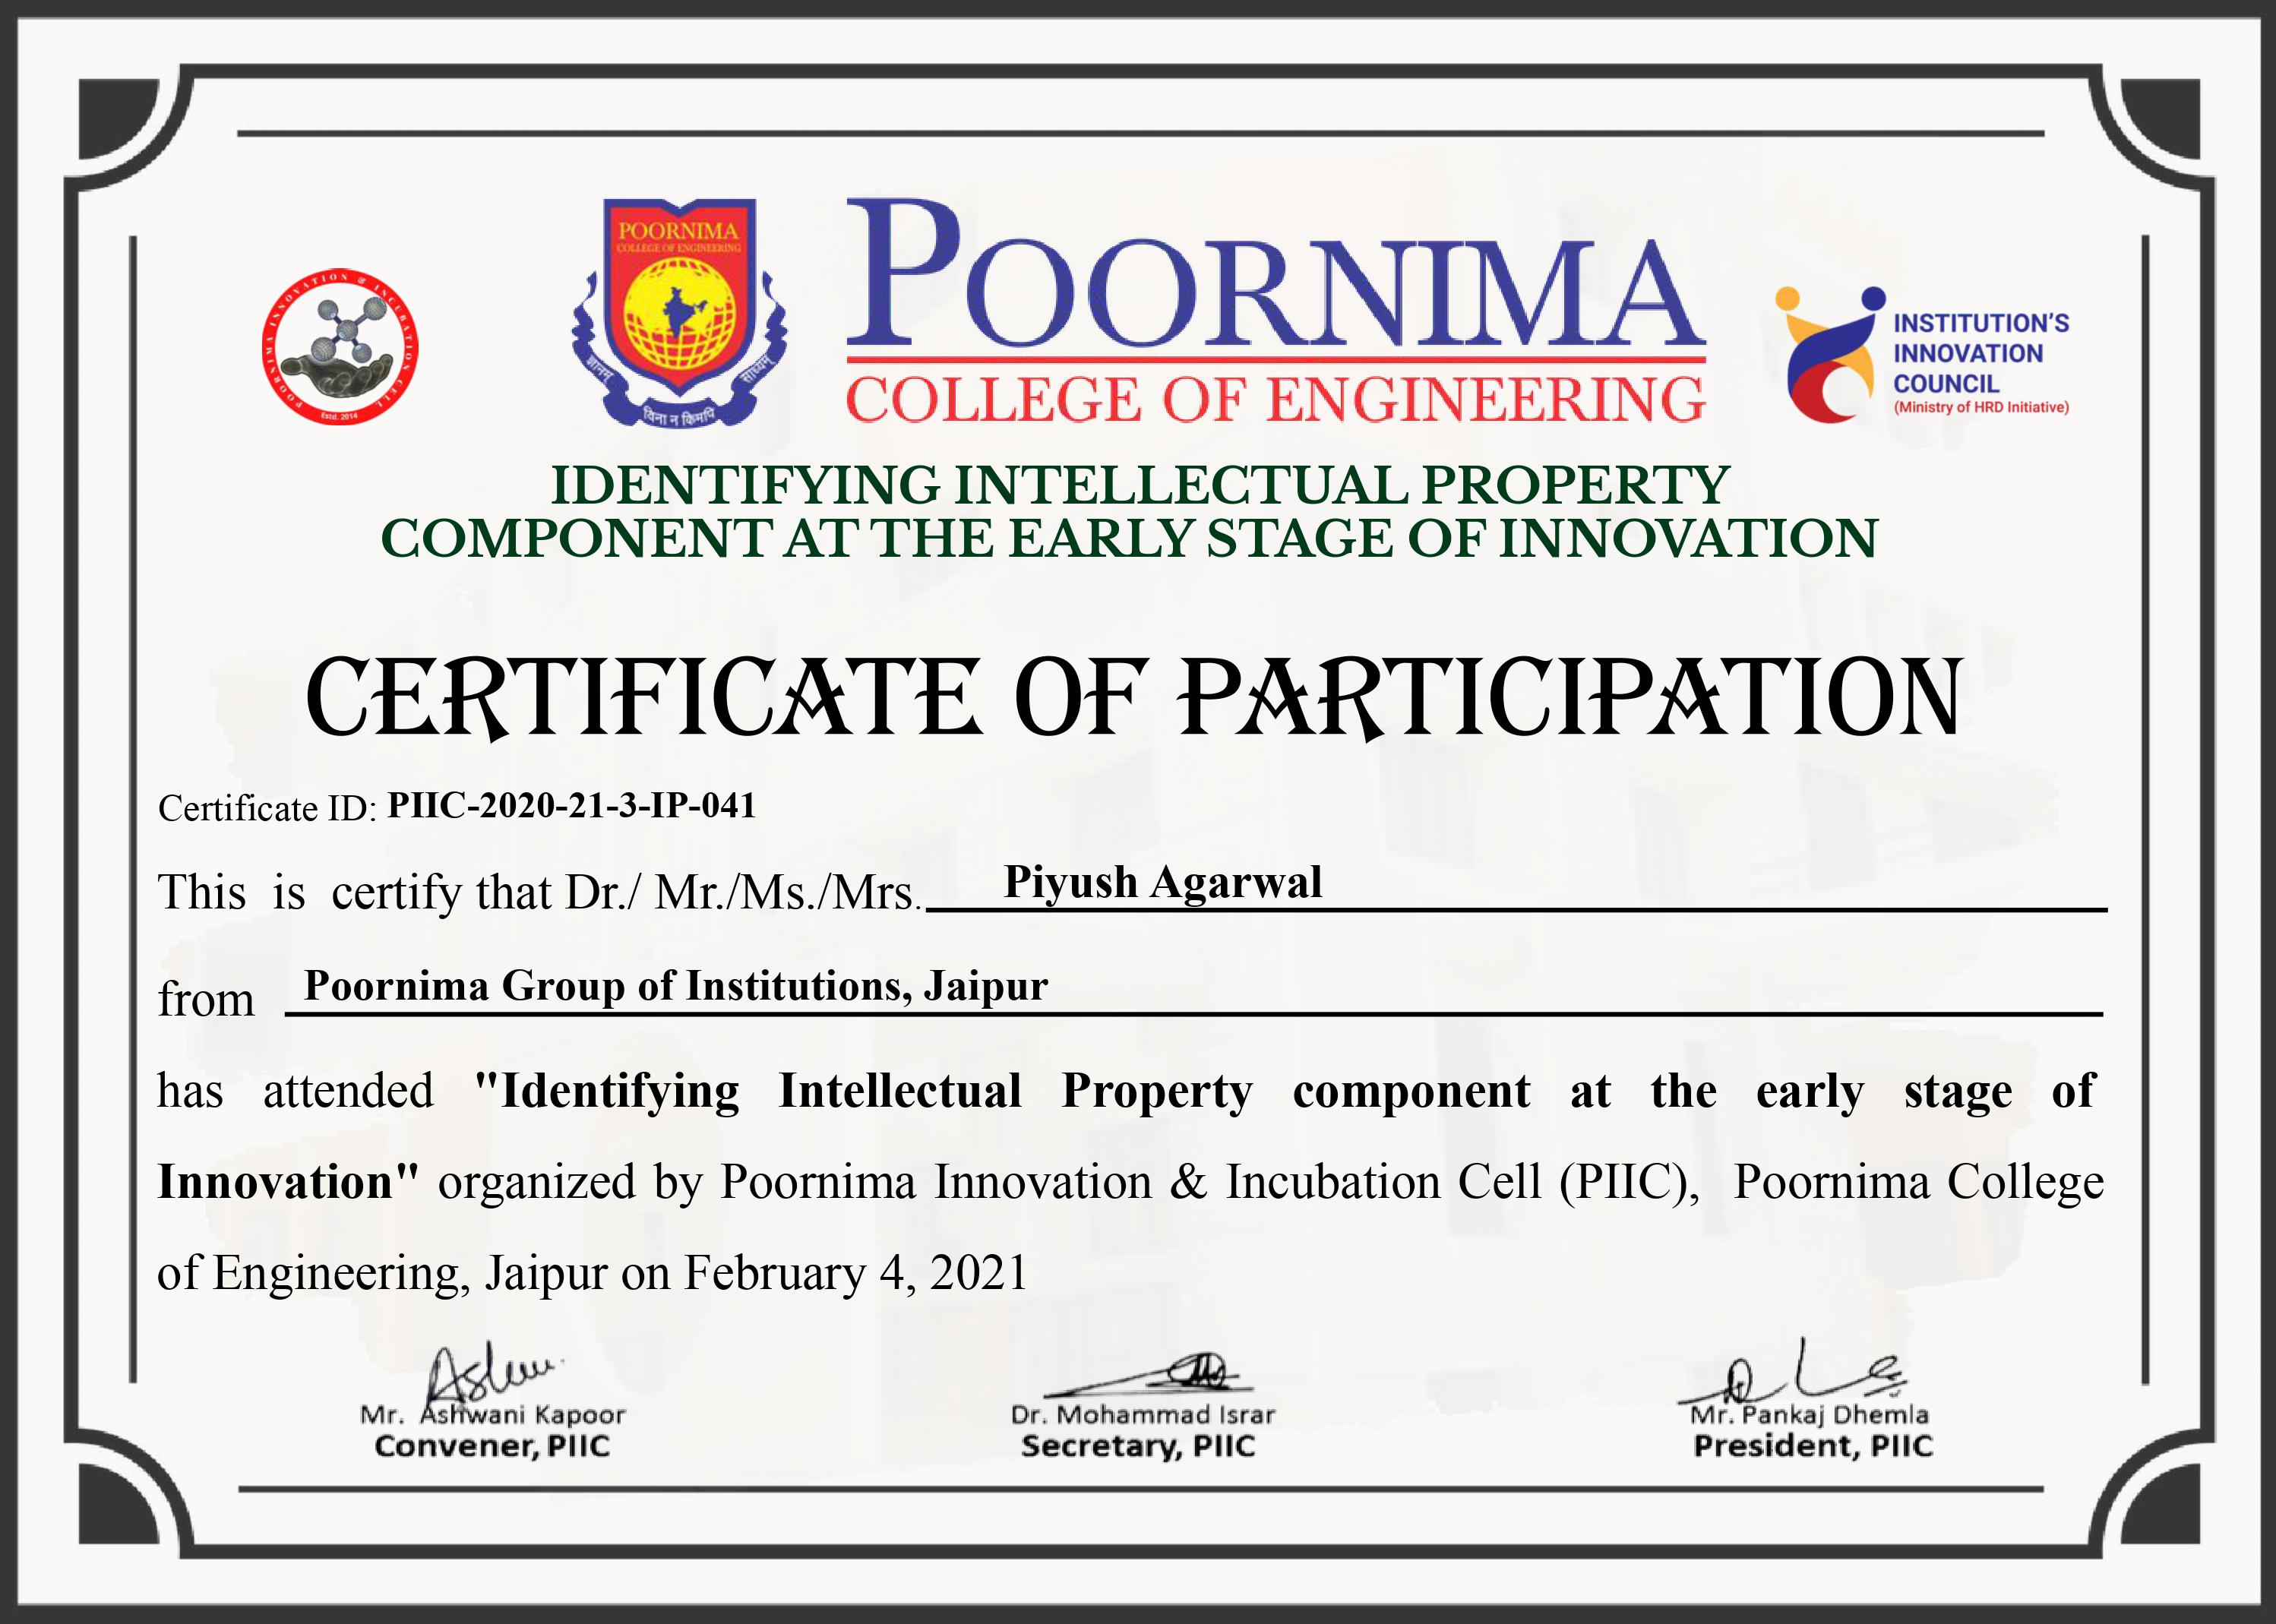 POORNIMA INNOVATION & INCUBATION CELL
Estd. 2014
POORNIMA
COLLEGE OF ENGINEERING
ज्ञानम्
विना न किमपि
साध्यम्
POORNIMA
COLLEGE OF ENGINEERING
INSTITUTION'S
INNOVATION
COUNCIL
(Ministry of HRD Initiative)
IDENTIFYING INTELLECTUAL PROPERTY
COMPONENT AT THE EARLY STAGE OF INNOVATION
CERTIFICATE OF PARTICIPATION
Certificate ID: PIIC-2020-21-3-IP-041
This is certify that Dr./ Mr./Ms./Mrs. Piyush Agarwal
from Poornima Group of Institutions, Jaipur
has attended "Identifying Intellectual Property component at the early stage of
Innovation" organized by Poornima Innovation & Incubation Cell (PIIC), Poornima College
of Engineering, Jaipur on February 4, 2021
Mr. Ashwani Kapoor
Convener, PIIC
Dr. Mohammad Israr
Secretary, PIIC
Mr. Pankaj Dhemla
President, PIIC